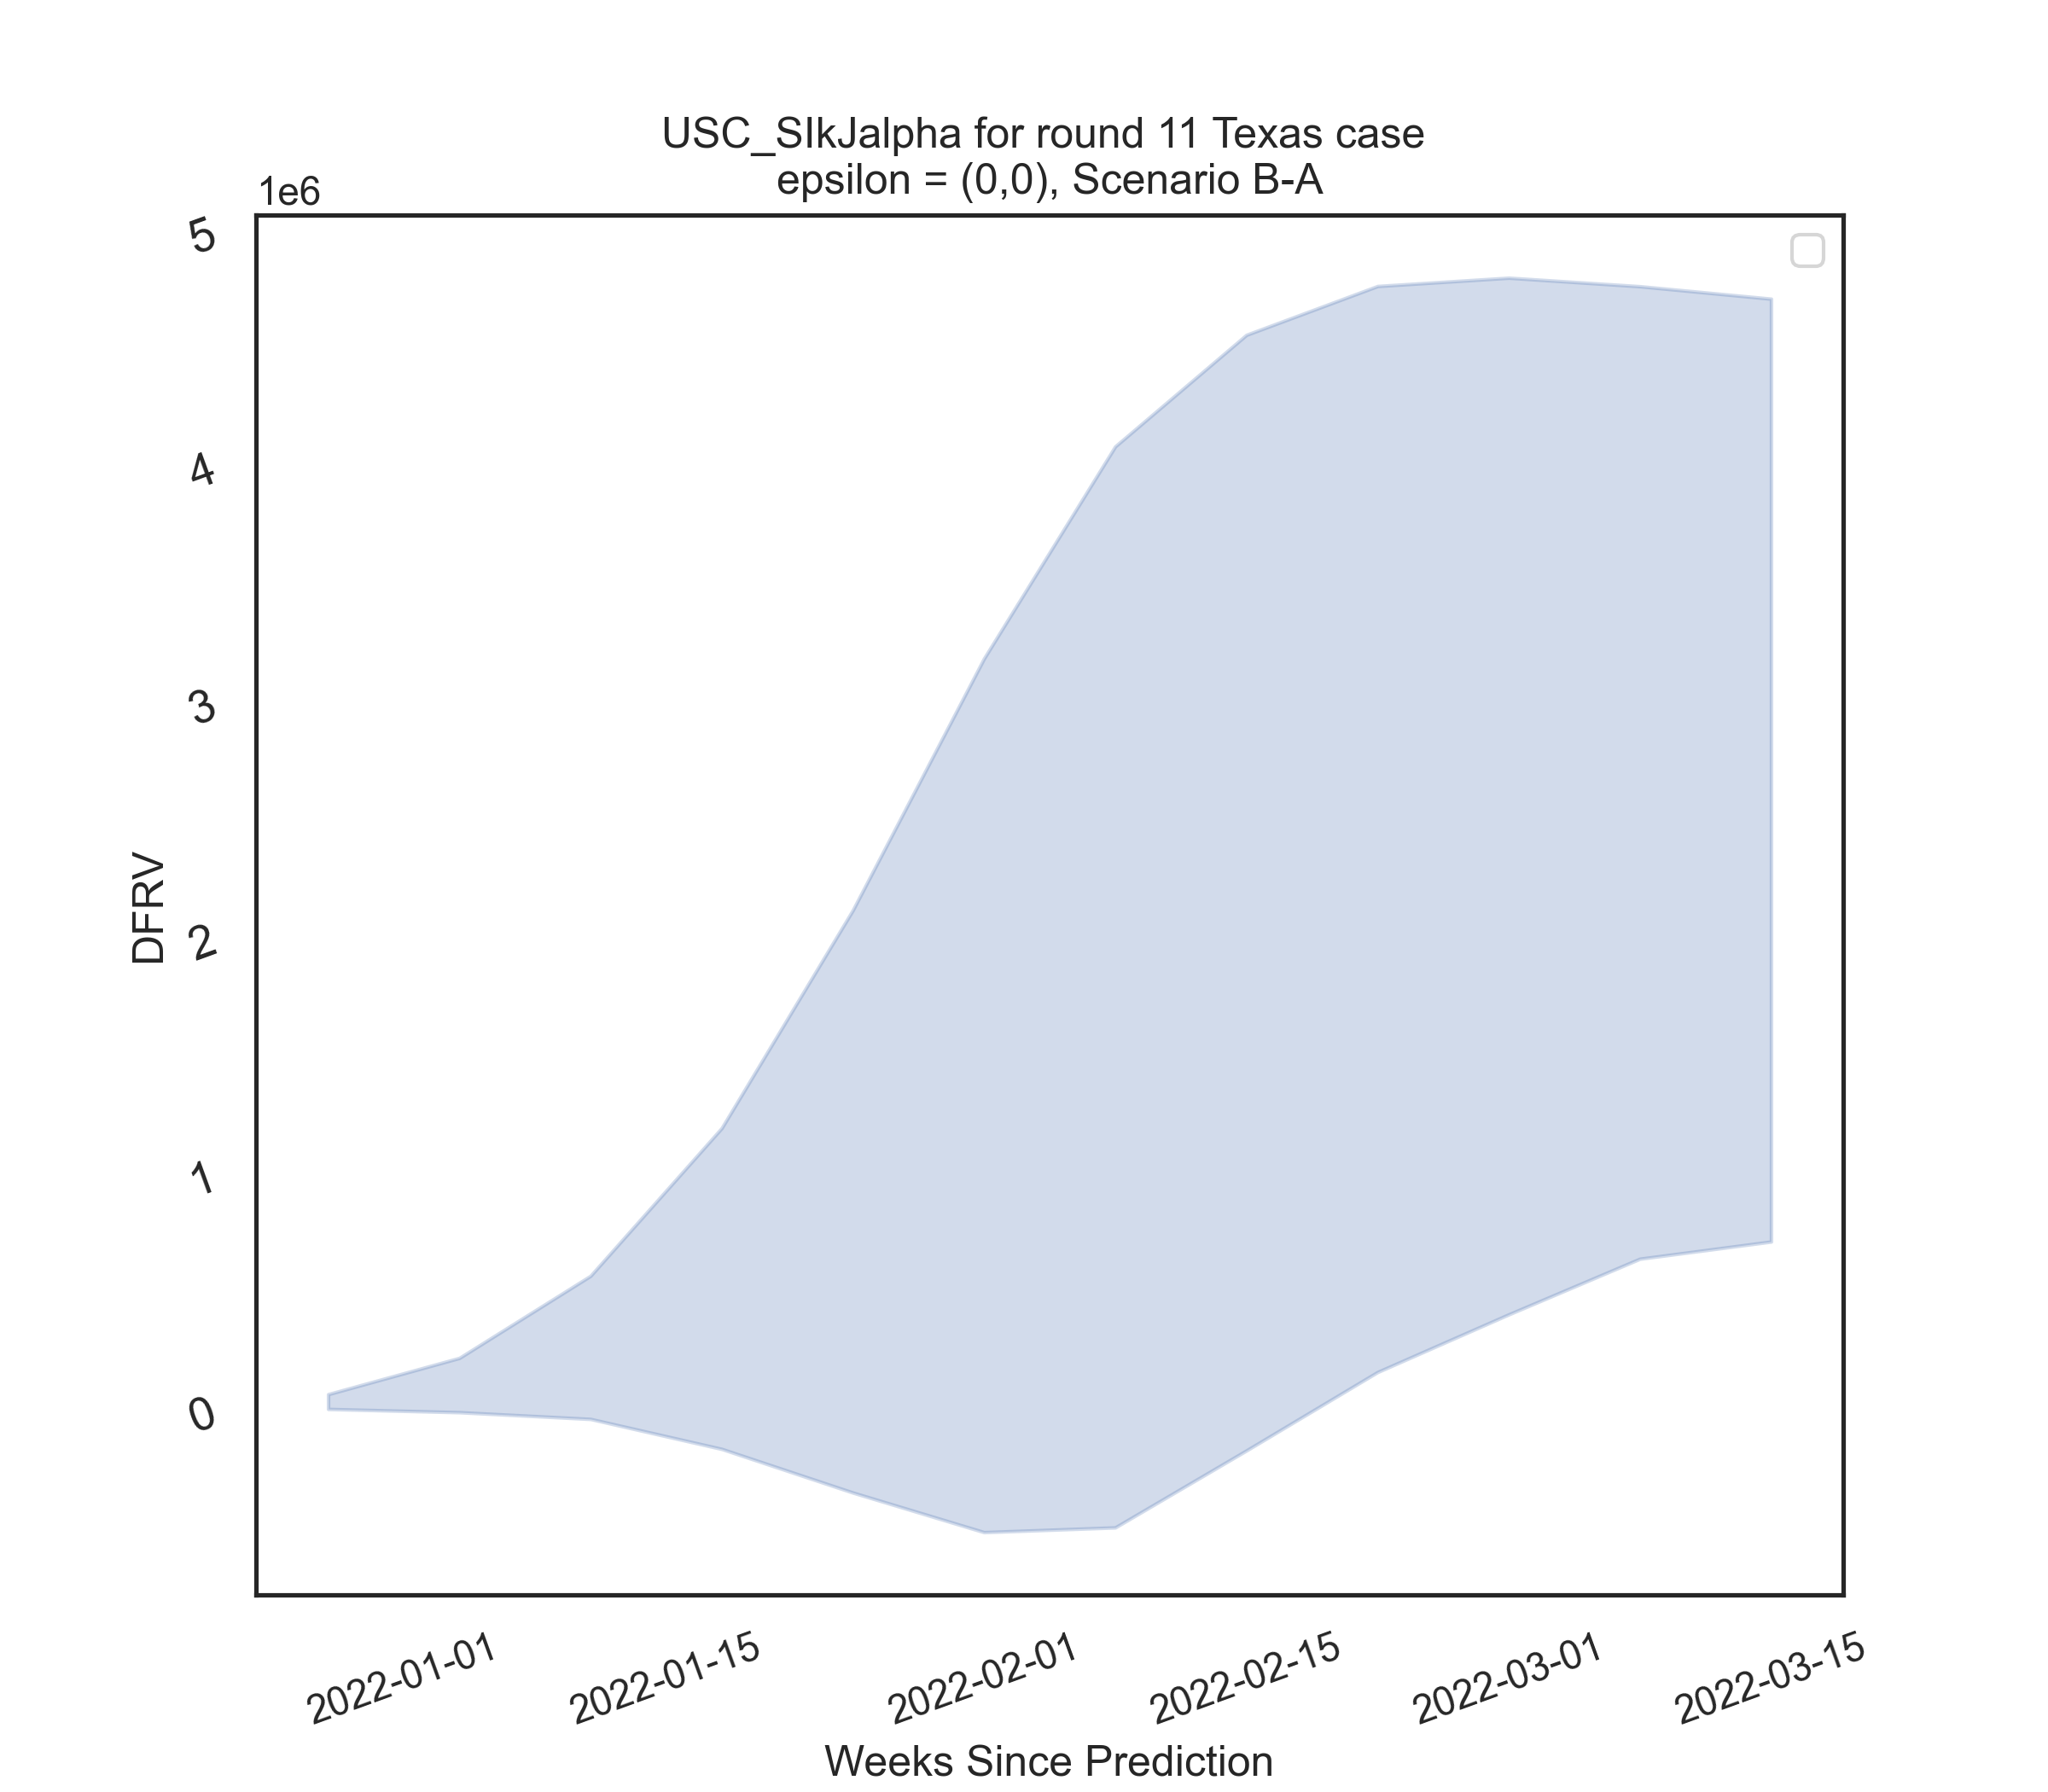 USC_SIkJalpha for round 11 Texas case
epsilon = (0,0), Scenario B-A
1e6
5
4
3
2
1
0
DFRV
2022-01-01
2022-01-15
2022-02-01
2022-02-15
2022-03-01
2022-03-15
Weeks Since Prediction